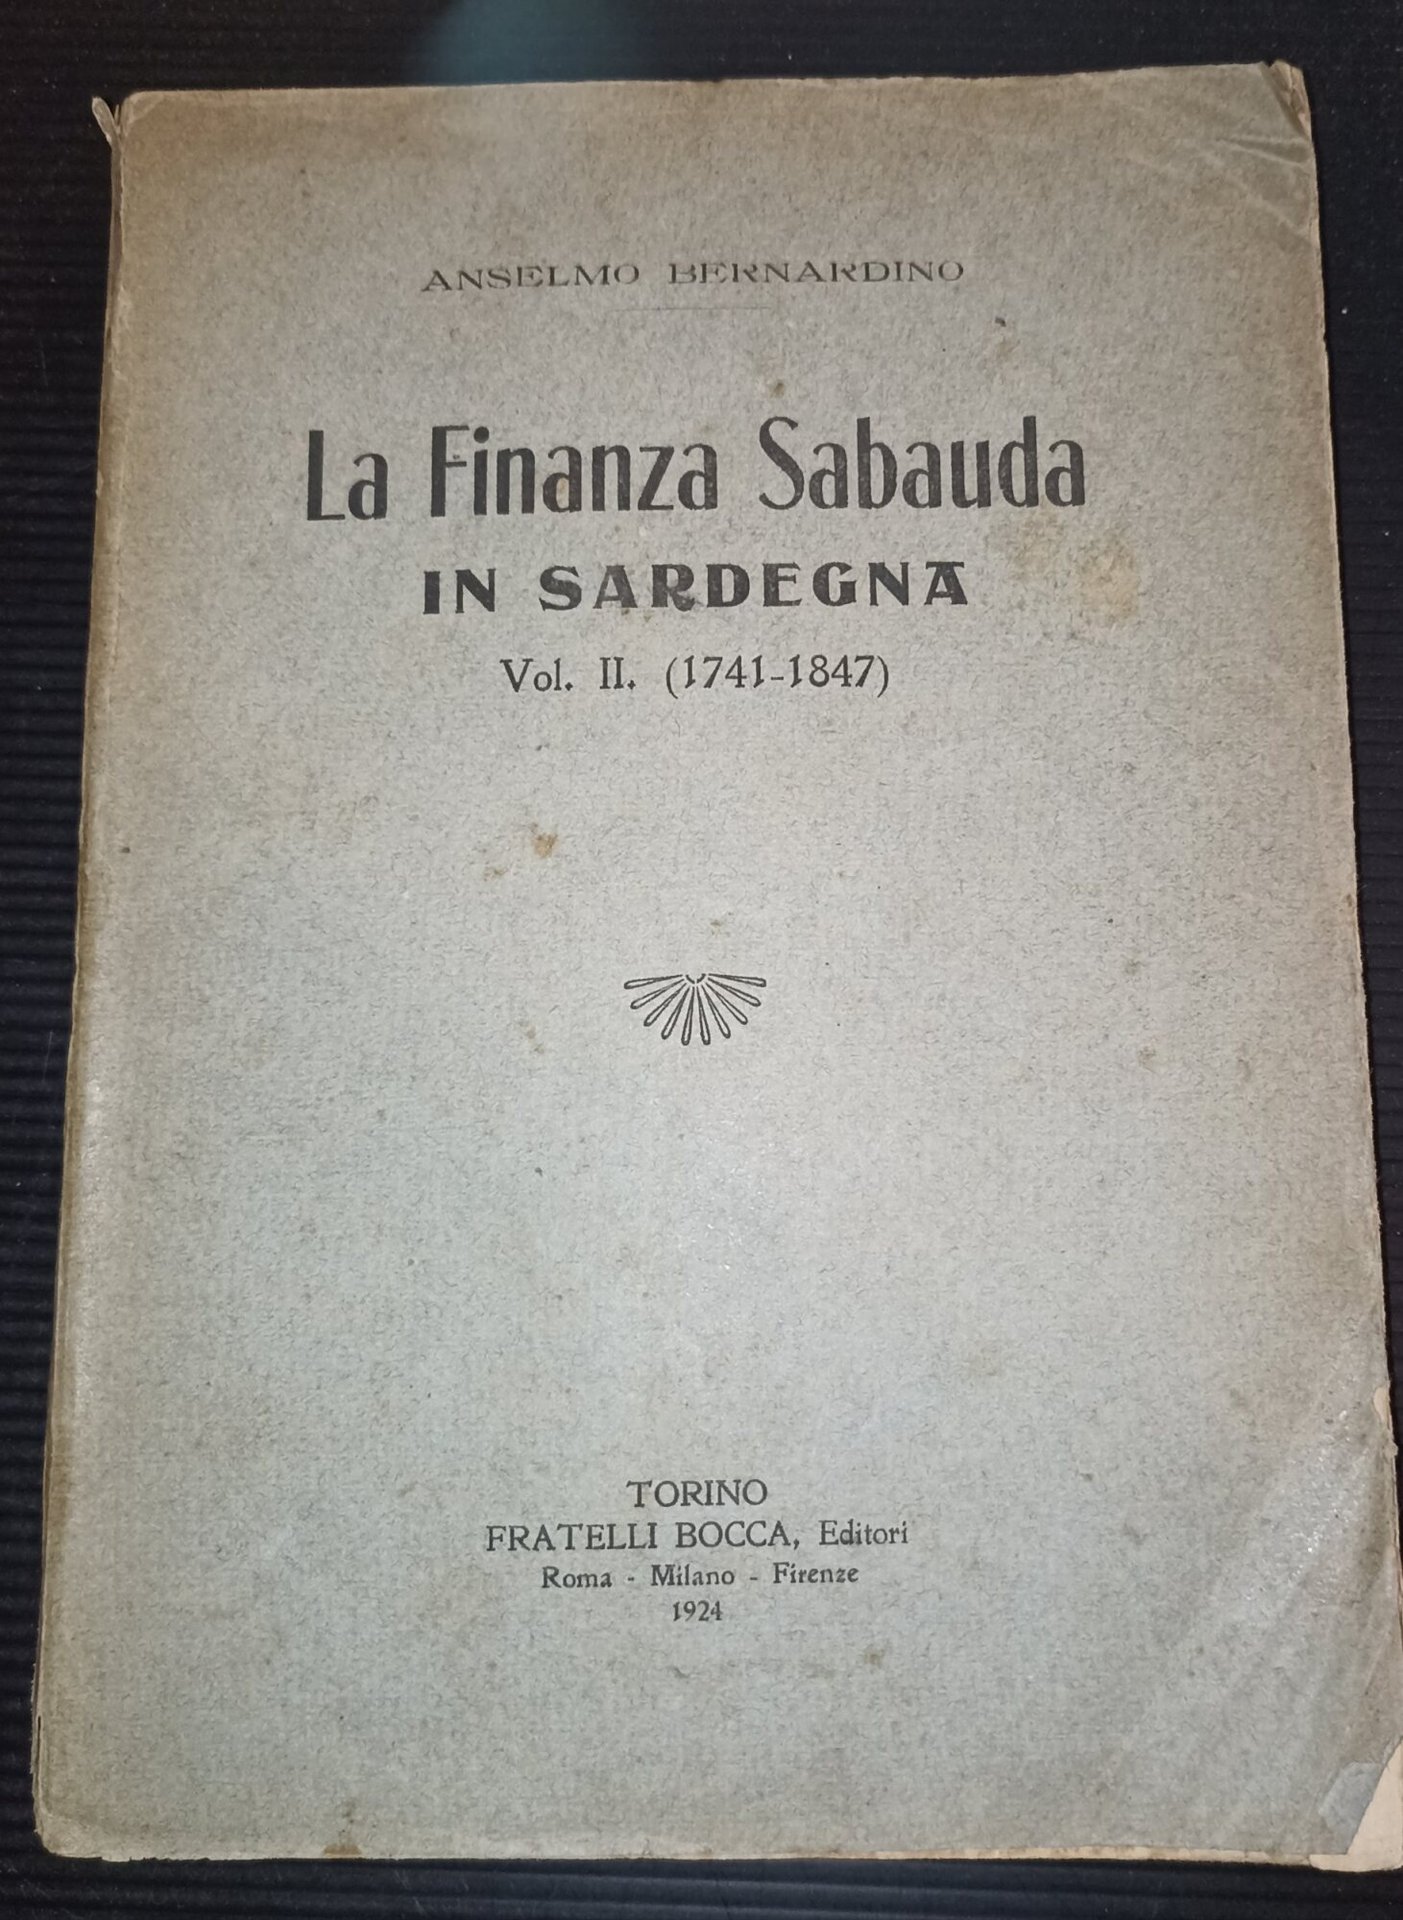 ANSELMO BERNARDINO
La Finanza Sabauda
IN SARDEGNA
Vol. II. (1741-1847)
TORINO
FRATELLI BOCCA, Editori
Roma - Milano - Firenze
1924